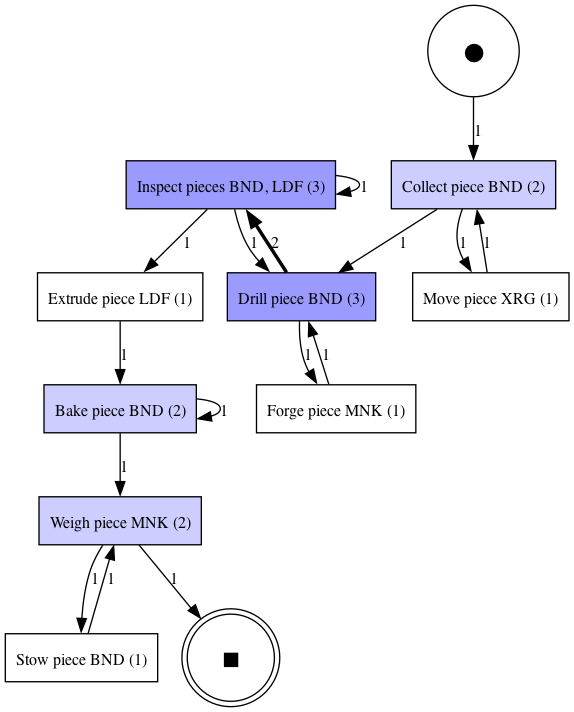 1
Inspect pieces BND, LDF (3)
1
Collect piece BND (2)
1
1
2
1
1
1
Extrude piece LDF (1)
Drill piece BND (3)
Move piece XRG (1)
1
1
1
Bake piece BND (2)
1
Forge piece MNK (1)
1
Weigh piece MNK (2)
1
1
1
Stow piece BND (1)